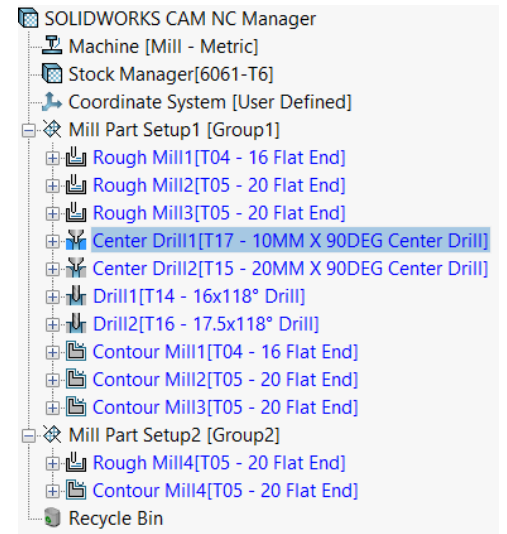 SOLIDWORKS CAM NC Manager
Machine [Mill - Metric]
Stock Manager[6061-T6]
Coordinate System [User Defined]
Mill Part Setup1 [Group1]
Rough Mill1[T04 - 16 Flat End]
Rough Mill2[T05 - 20 Flat End]
Rough Mill3[T05 - 20 Flat End]
Center Drill1[T17 - 10MM X 90DEG Center Drill]
Center Drill2[T15 - 20MM X 90DEG Center Drill]
Drill1[T14 - 16x118° Drill]
Drill2[T16 - 17.5x118° Drill]
Contour Mill1[T04 - 16 Flat End]
Contour Mill2[T05 - 20 Flat End]
Contour Mill3[T05 - 20 Flat End]
Mill Part Setup2 [Group2]
Rough Mill4[T05 - 20 Flat End]
Contour Mill4[T05 - 20 Flat End]
Recycle Bin